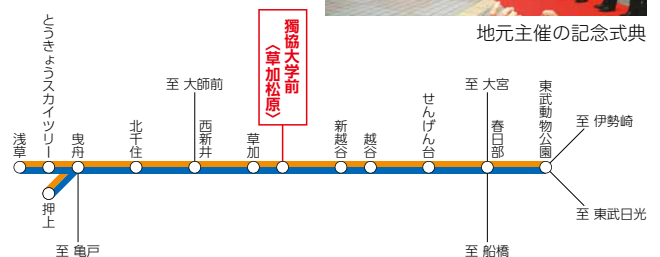 地元主催の記念式典
獨協大学前
〈草加松原〉
至 大師前
至 大宮
至 伊勢崎
浅草
とうきょうスカイツリー
曳舟
北千住
西新井
草加
新越谷
越谷
せんげん台
春日部
東武動物公園
押上
至 亀戸
至 船橋
至 東武日光